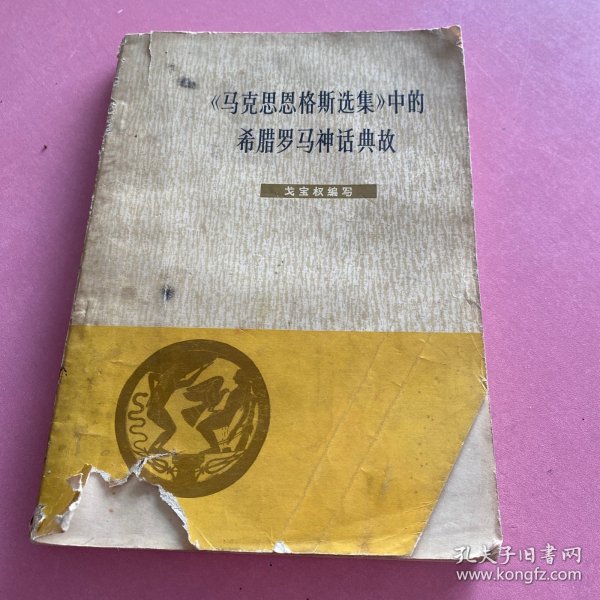 《马克思恩格斯选集》中的
希腊罗马神话典故
戈宝权编写
孔夫子旧书网
www.kongfz.com